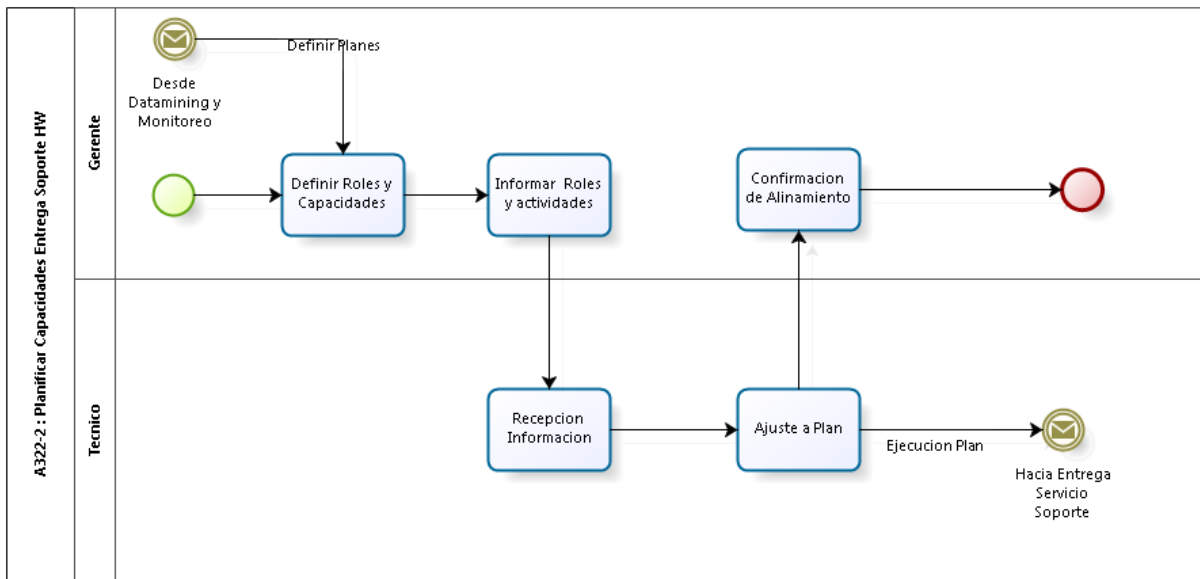 A322-2 : Planificar Capacidades Entrega Soporte HW
Gerente
Definir Planes
Desde
Datamining y
Monitoreo
Definir Roles y
Capacidades
Informar Roles
y actividades
Confirmacion
de Alinamiento
Tecnico
Recepcion
Informacion
Ajuste a Plan
Ejecucion Plan
Hacia Entrega
Servicio
Soporte